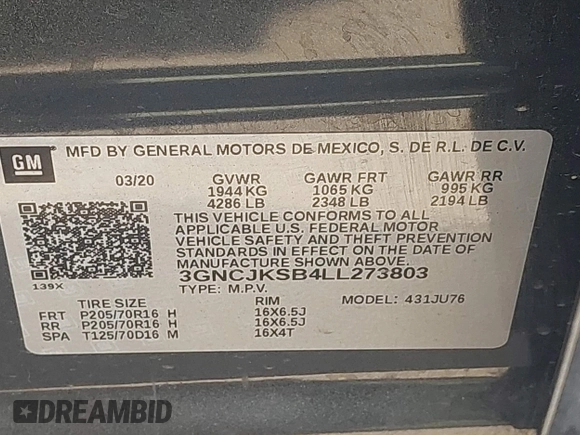 GM® MFD BY GENERAL MOTORS DE MEXICO, S. DE R.L. DE C.V.
03/20 GVWR GAWR FRT GAWR RR
1944 KG 1065 KG 995 KG
4286 LB 2348 LB 2194 LB
THIS VEHICLE CONFORMS TO ALL
APPLICABLE U.S. FEDERAL MOTOR
VEHICLE SAFETY AND THEFT PREVENTION
STANDARDS IN EFFECT ON THE DATE OF
MANUFACTURE SHOWN ABOVE.
3GNCJKSB4LL273803
139X TYPE: M.P.V. MODEL: 431JU76
TIRE SIZE RIM
FRT P205/70R16 H 16X6.5J
RR P205/70R16 H 16X6.5J
SPA T125/70D16 M 16X4T
DREAMBID